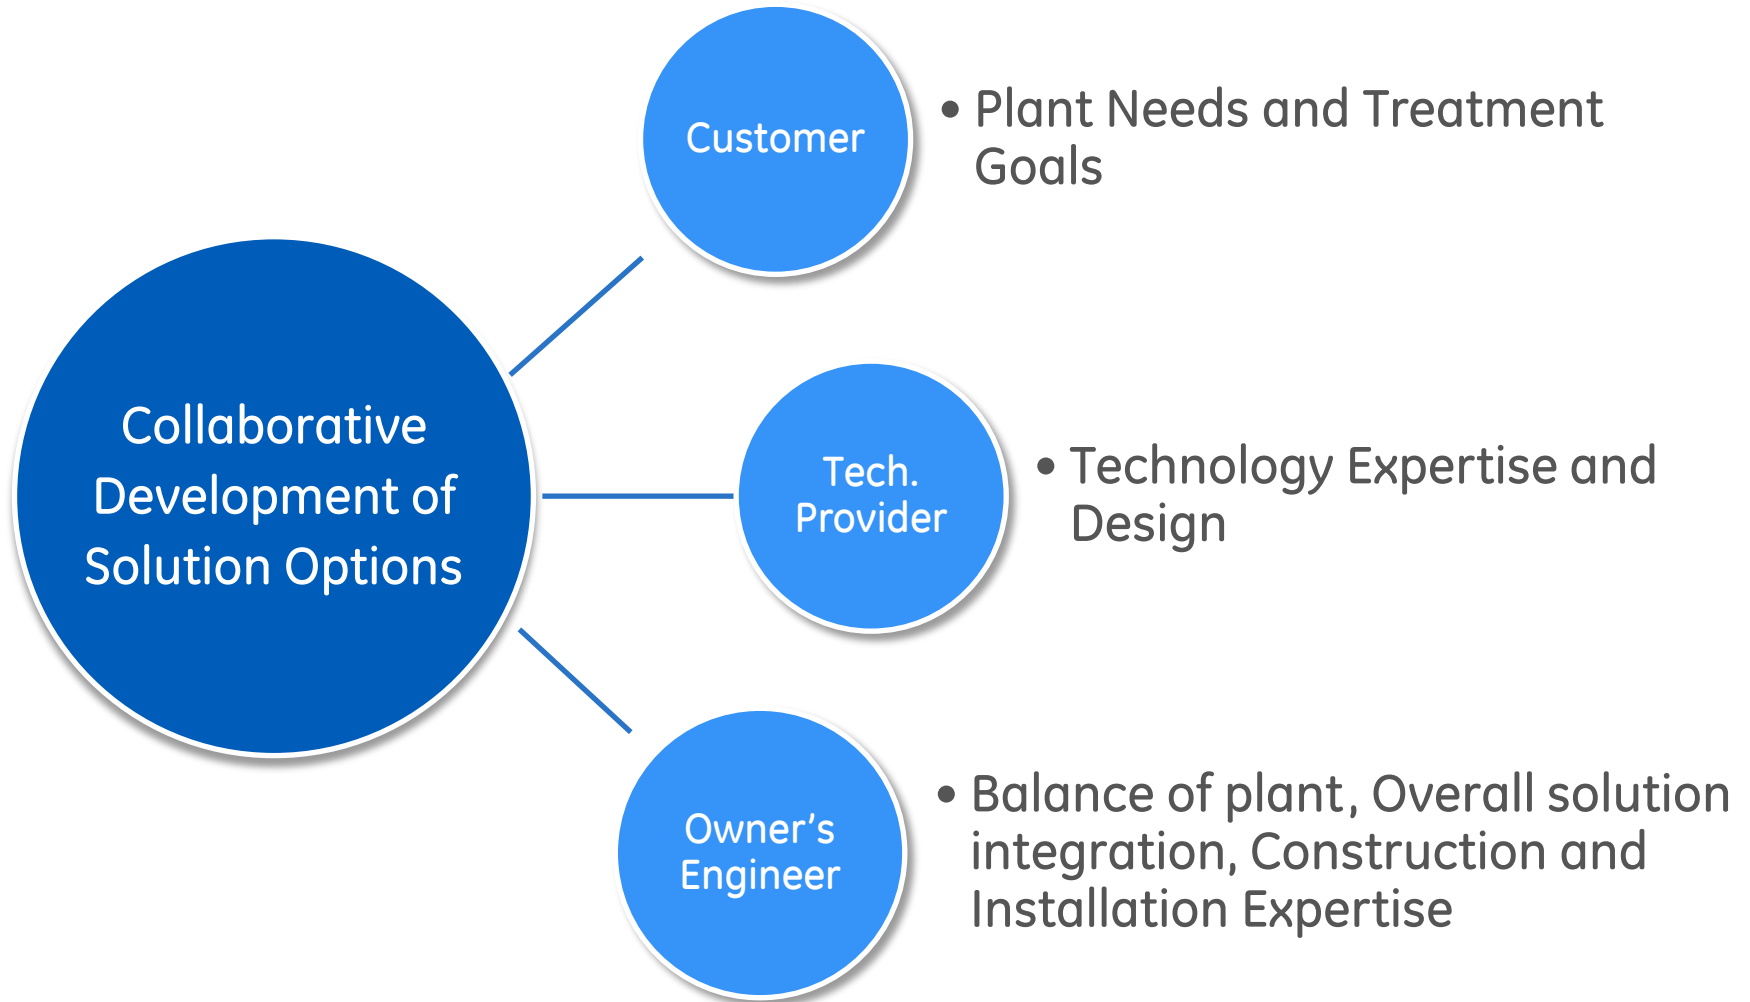 Customer
• Plant Needs and Treatment
Goals
Collaborative
Development of
Solution Options
Tech.
Provider
• Technology Expertise and
Design
Owner’s
Engineer
• Balance of plant, Overall solution
integration, Construction and
Installation Expertise